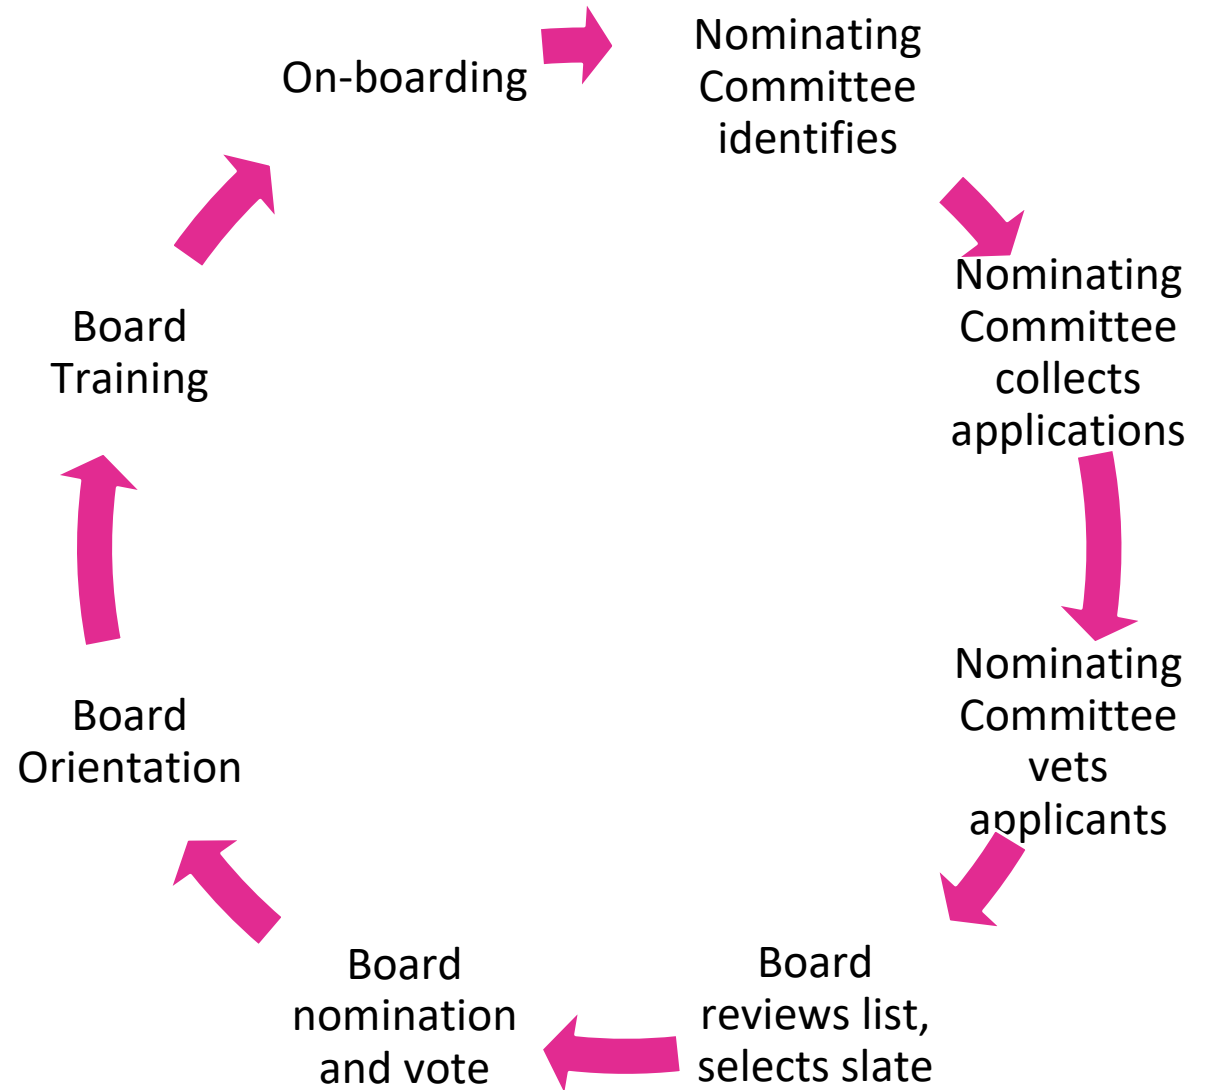 Nominating
Committee
identifies
Nominating
Committee
collects
applications
Nominating
Committee
vets
applicants
Board
reviews list,
selects slate
Board
nomination
and vote
Board
Orientation
Board
Training
On-boarding